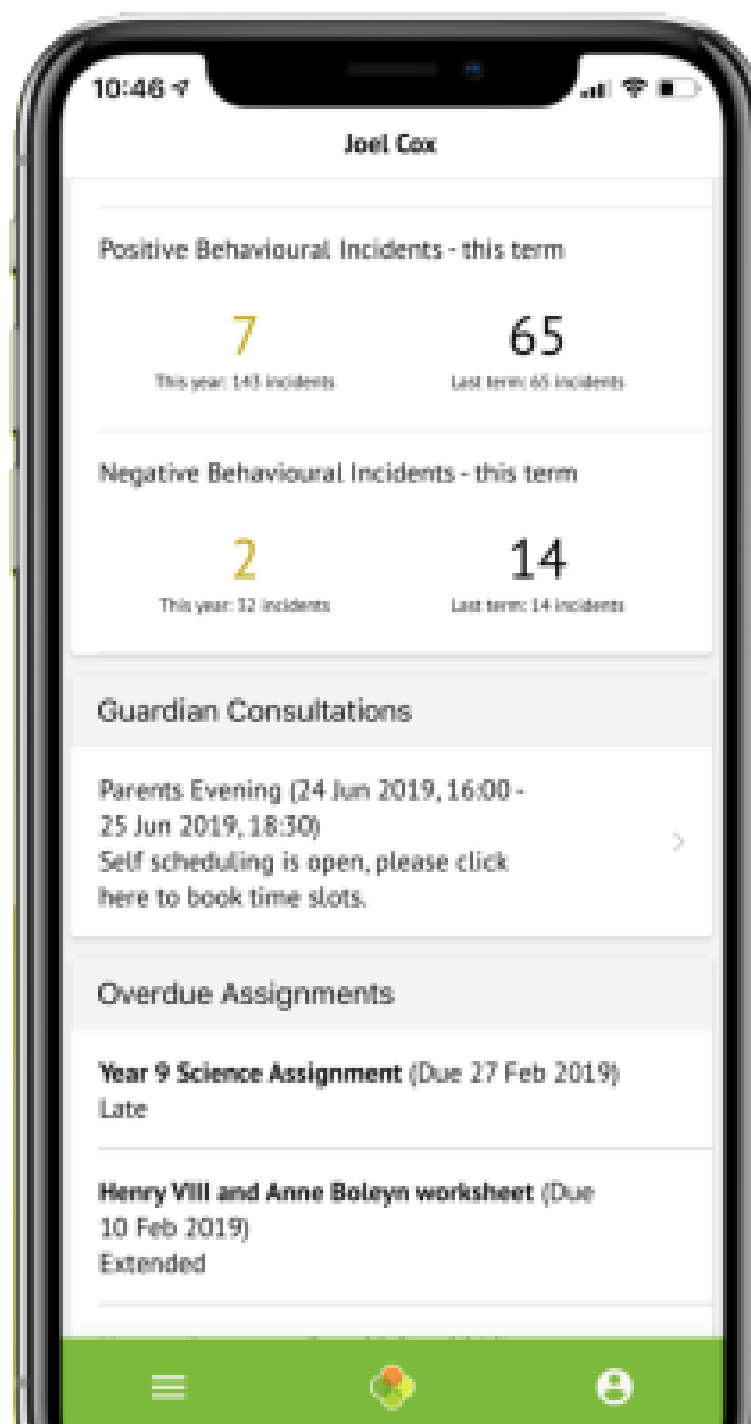 10:46
Joel Cox
Positive Behavioural Incidents - this term
7
65
This year: 143 incidents
Last term: 65 incidents
Negative Behavioural Incidents - this term
2
14
This year: 32 incidents
Last term: 14 incidents
Guardian Consultations
Parents Evening (24 Jun 2019, 16:00 -
25 Jun 2019, 18:30)
Self scheduling is open, please click
here to book time slots.
Overdue Assignments
Year 9 Science Assignment (Due 27 Feb 2019)
Late
Henry VIII and Anne Boleyn worksheet (Due
10 Feb 2019)
Extended